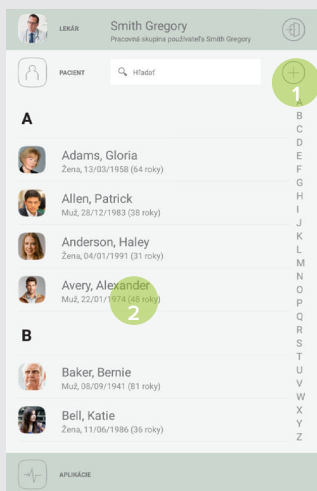 LEKÁR
Smith Gregory
Pracovná skupina používateľa Smith Gregory
PACIENT
Hľadať
1
A
Adams, Gloria
Žena, 13/03/1958 (64 roky)
Allen, Patrick
Muž, 28/12/1983 (38 roky)
Anderson, Haley
Žena, 04/01/1991 (31 roky)
Avery, Alexander
Muž, 22/01/1974 (48 roky)
2
B
Baker, Bernie
Muž, 08/09/1941 (81 roky)
Bell, Katie
Žena, 11/06/1986 (36 roky)
A
B
C
D
E
F
G
H
I
J
K
L
M
N
O
P
Q
R
S
T
U
V
W
X
Y
Z
APLIKÁCIE